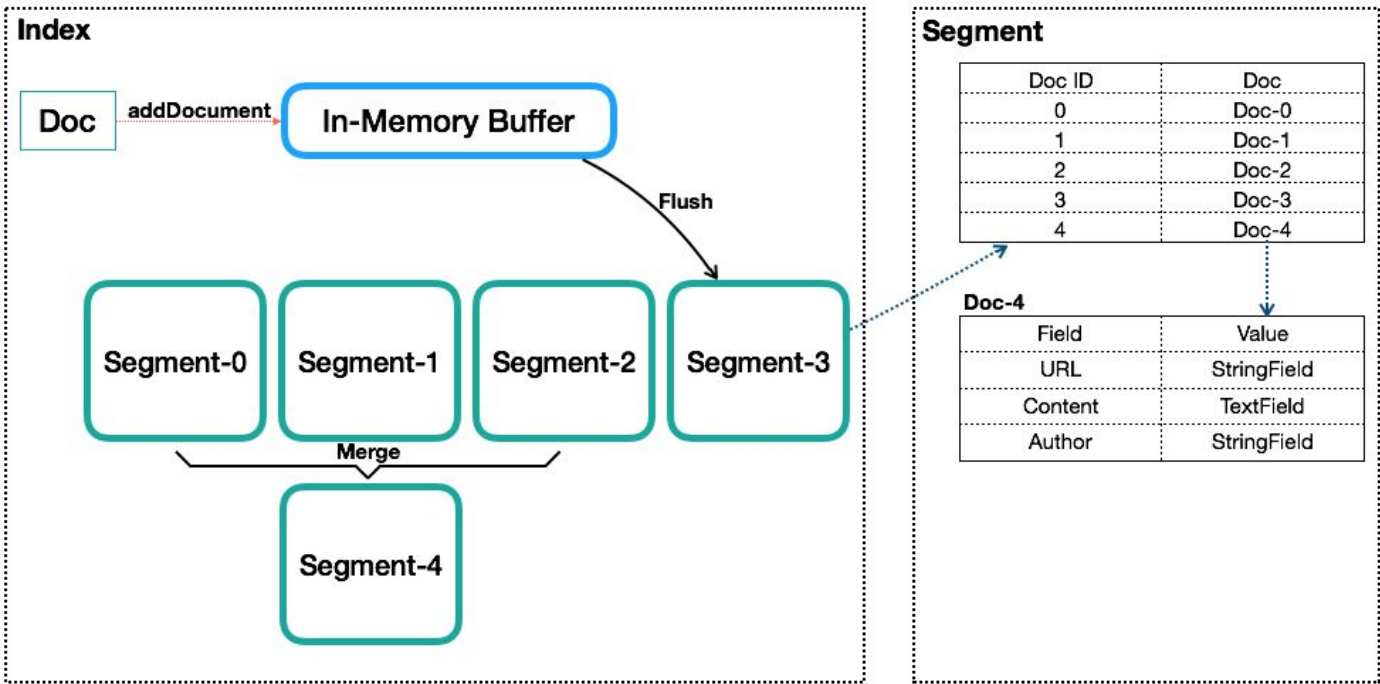 Index
Doc
addDocument
In-Memory Buffer
Flush
Segment-0 Segment-1 Segment-2 Segment-3
Merge
Segment-4
Segment
Doc ID Doc
0 Doc-0
1 Doc-1
2 Doc-2
3 Doc-3
4 Doc-4
Doc-4
Field Value
URL StringField
Content TextField
Author StringField